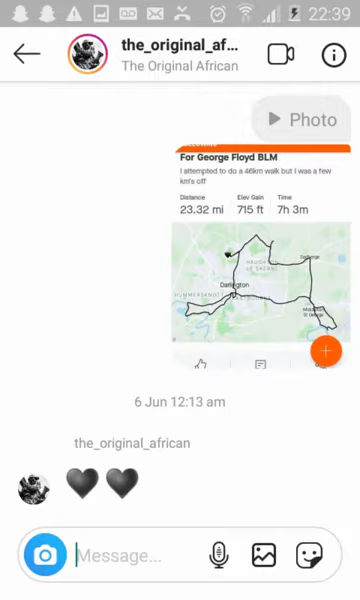 22:39
the_original_af...
The Original African
Photo
For George Floyd BLM
I attempted to do a 46km walk but I was a few
km's off
Distance Elev Gain Time
23.32 mi 715 ft 7h 3m
Darlington
6 Jun 12:13 am
the_original_african
Message...